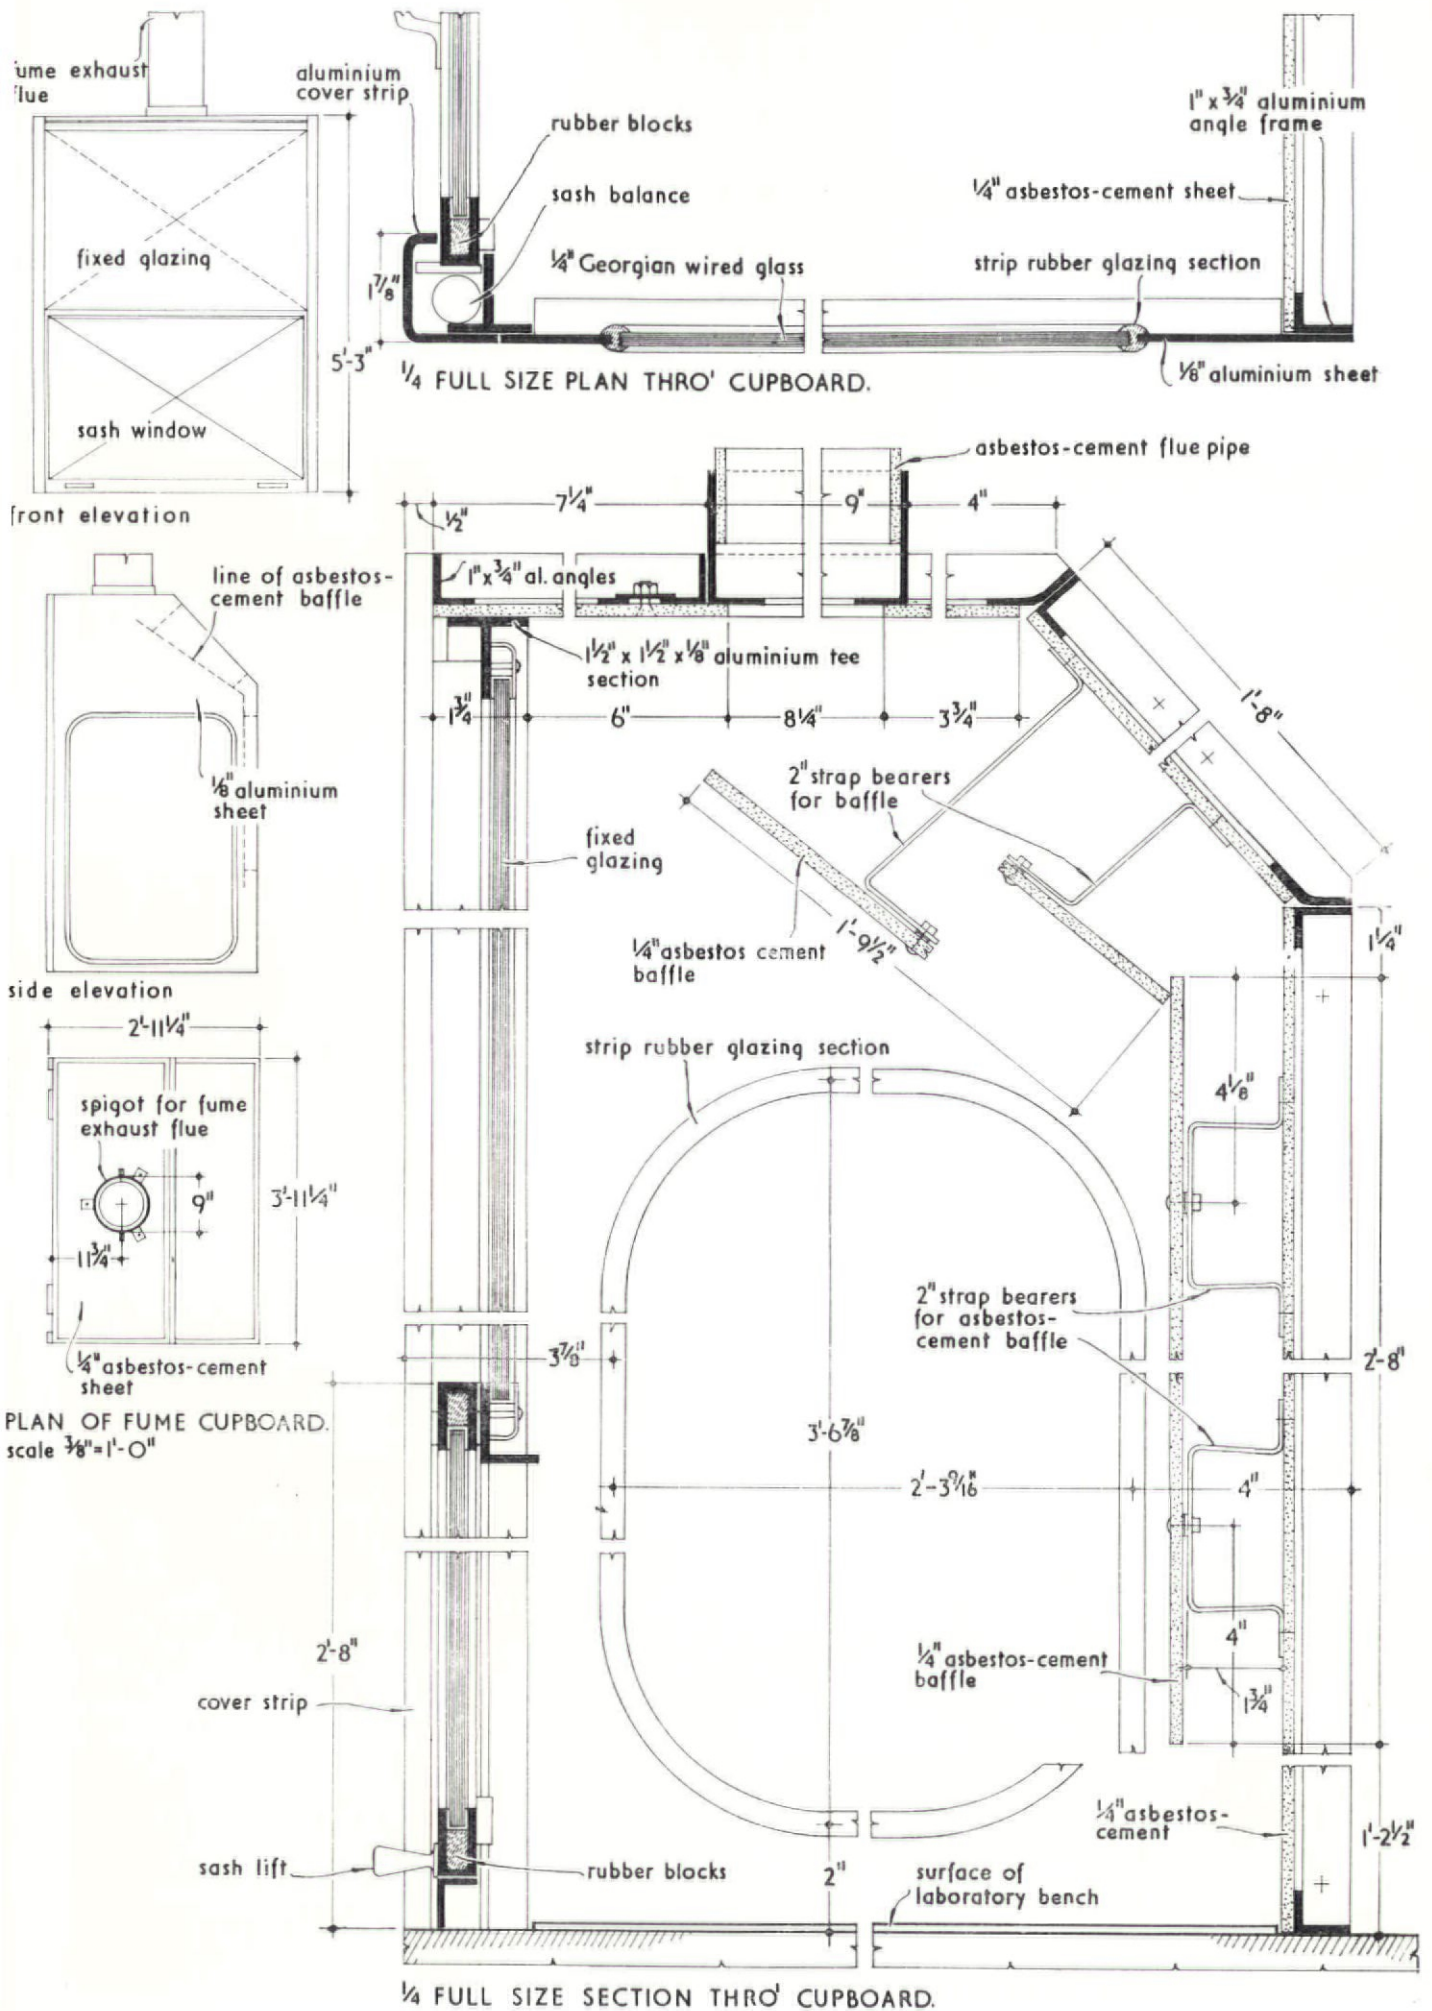 fume exhaust
flue
fixed glazing
sash window
5'-3"
front elevation
aluminium
cover strip
rubber blocks
sash balance
1⅞"
¼" Georgian wired glass
1" x ¾" aluminium
angle frame
¼" asbestos-cement sheet
strip rubber glazing section
⅛" aluminium sheet
¼ FULL SIZE PLAN THRO' CUPBOARD.
line of asbestos-
cement baffle
⅛" aluminium
sheet
side elevation
2'-11¼"
spigot for fume
exhaust flue
9"
3'-11¼"
11¾"
¼" asbestos-cement
sheet
PLAN OF FUME CUPBOARD.
scale ⅜"=1'-0"
asbestos-cement flue pipe
½"
7¼"
9"
4"
1" x ¾" al. angles
1½" x 1½" x ⅛" aluminium tee
section
1¾"
6"
8¼"
3¾"
1'-8"
2" strap bearers
for baffle
fixed
glazing
¼" asbestos cement
baffle
1'-9½"
1¼"
strip rubber glazing section
4⅛"
2" strap bearers
for asbestos-
cement baffle
3⅞"
2'-8"
3'-6⅞"
2'-3⁹⁄₁₆"
4"
2'-8"
4"
¼" asbestos-cement
baffle
1¾"
cover strip
¼" asbestos-
cement
1'-2½"
sash lift
rubber blocks
2"
surface of
laboratory bench
¼ FULL SIZE SECTION THRO' CUPBOARD.